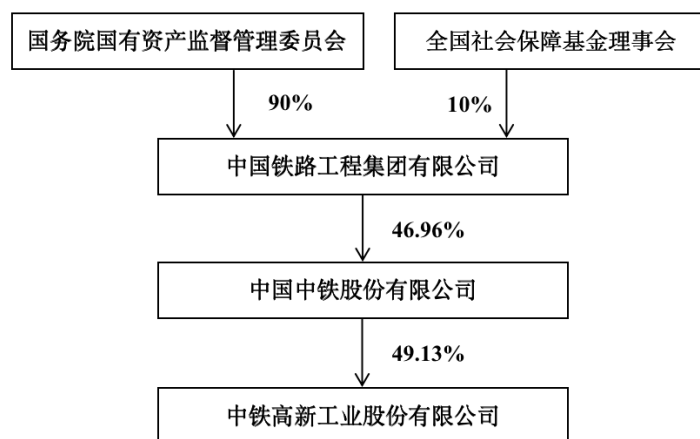 国务院国有资产监督管理委员会
全国社会保障基金理事会
90%
10%
中国铁路工程集团有限公司
46.96%
中国中铁股份有限公司
49.13%
中铁高新工业股份有限公司